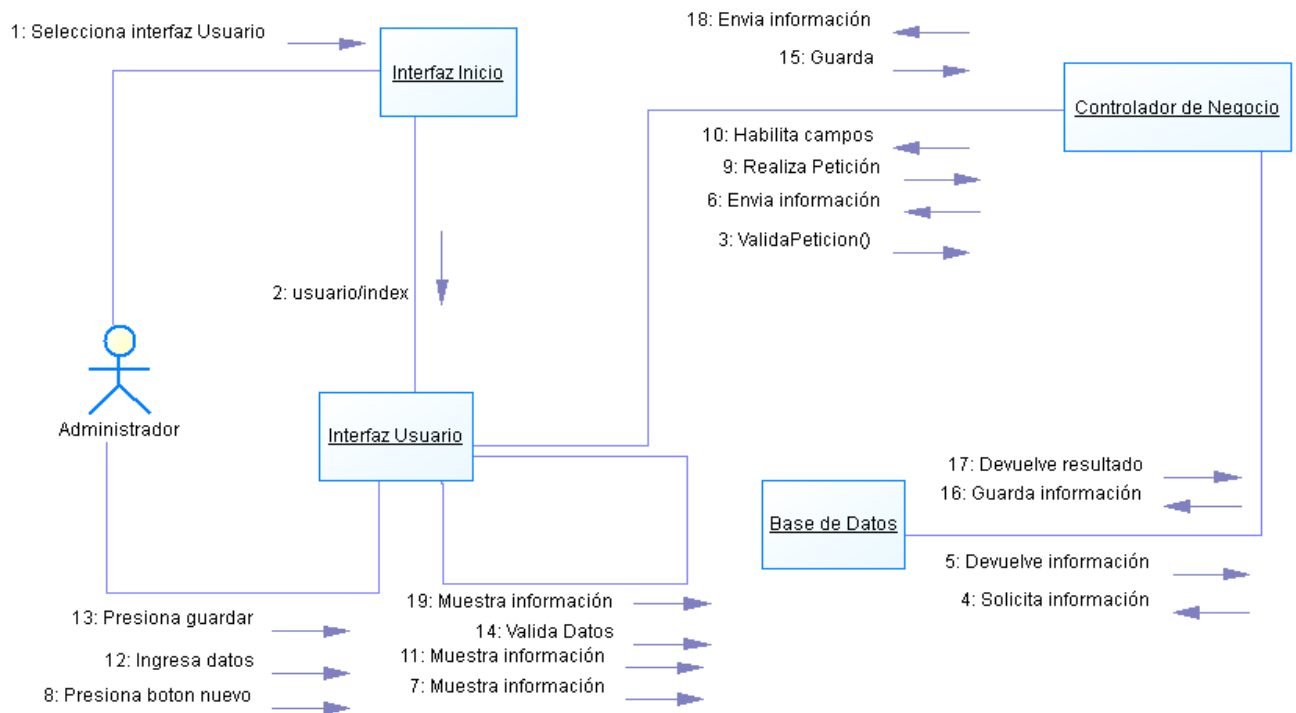 18: Envia información
1: Selecciona interfaz Usuario
15: Guarda
Interfaz Inicio
Controlador de Negocio
10: Habilita campos
9: Realiza Petición
6: Envia información
3: ValidaPeticion()
2: usuario/index
Administrador
Interfaz Usuario
17: Devuelve resultado
16: Guarda información
Base de Datos
5: Devuelve información
4: Solicita información
19: Muestra información
13: Presiona guardar
14: Valida Datos
12: Ingresa datos
11: Muestra información
7: Muestra información
8: Presiona boton nuevo